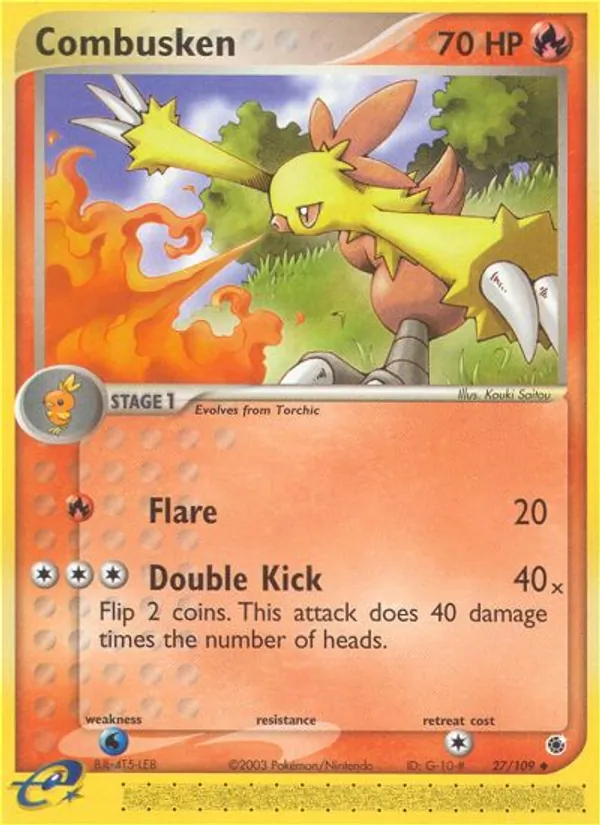 Combusken 70 HP
STAGE 1
Evolves from Torchic
Illus. Kouki Saitou
Flare 20
Double Kick 40x
Flip 2 coins. This attack does 40 damage
times the number of heads.
weakness resistance retreat cost
BJL-4T5-LEB ©2003 Pokémon/Nintendo ID: G-10-# 27/109 ◆
e